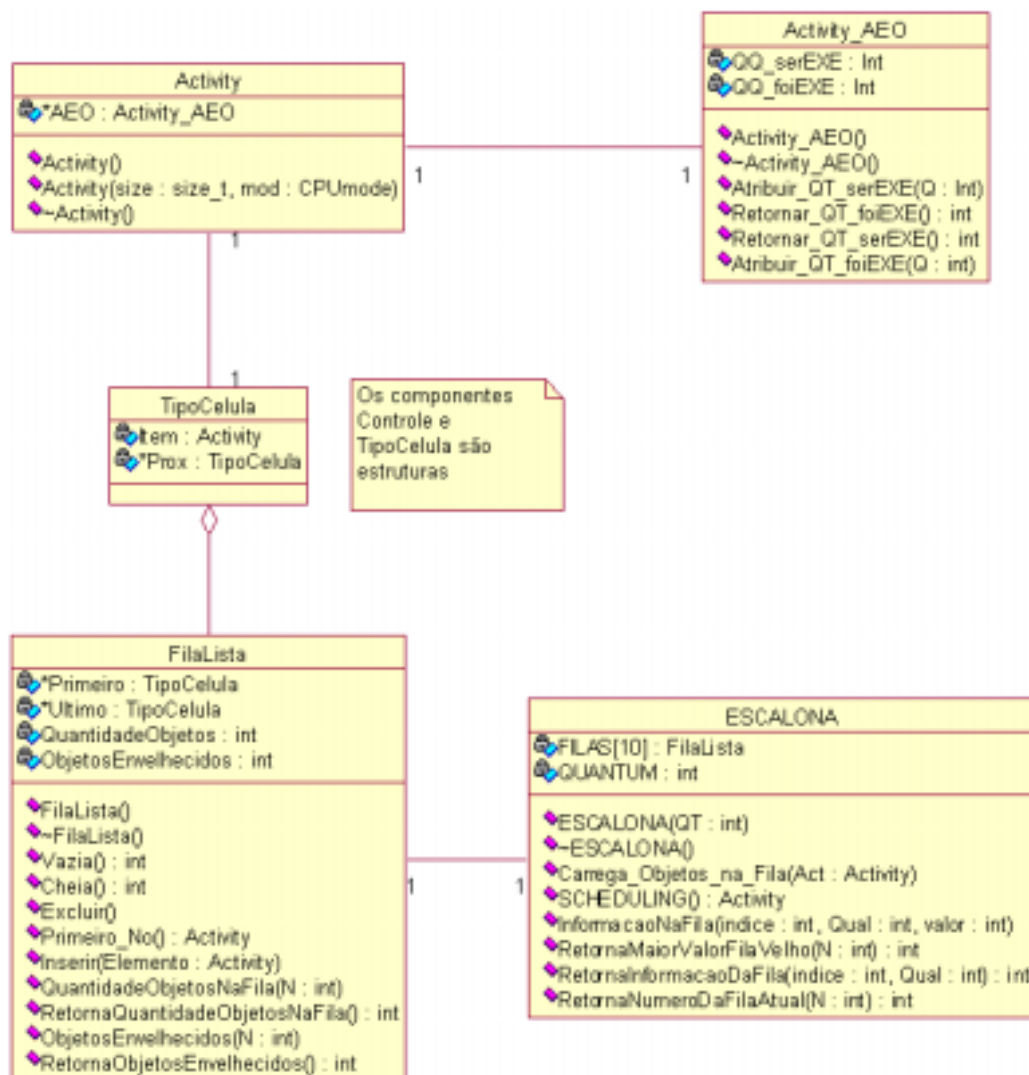 Activity_AEO
QQ_serEXE : Int
QQ_foiEXE : Int
Activity_AEO()
~Activity_AEO()
Atribuir_QT_serEXE(Q : Int)
Retornar_QT_foiEXE() : int
Retornar_QT_serEXE() : int
Atribuir_QT_foiEXE(Q : int)
Activity
*AEO : Activity_AEO
Activity()
Activity(size : size_t, mod : CPUmode)
~Activity()
1
1
1
1
TipoCelula
Item : Activity
*Prox : TipoCelula
Os componentes
Controle e
TipoCelula são
estruturas
FilaLista
*Primeiro : TipoCelula
*Ultimo : TipoCelula
QuantidadeObjetos : int
ObjetosEnvelhecidos : int
FilaLista()
~FilaLista()
Vazia() : int
Cheia() : int
Excluir()
Primeiro_No() : Activity
Inserir(Elemento : Activity)
QuantidadeObjetosNaFila(N : int)
RetornaQuantidadeObjetosNaFila() : int
ObjetosEnvelhecidos(N : int)
RetornaObjetosEnvelhecidos() : int
1
1
ESCALONA
FILAS[10] : FilaLista
QUANTUM : int
ESCALONA(QT : int)
~ESCALONA()
Carrega_Objetos_na_Fila(Act : Activity)
SCHEDULING() : Activity
InformacaoNaFila(indice : int, Qual : int, valor : int)
RetornaMaiorValorFilaVelho(N : int) : int
RetornaInformacaoDaFila(indice : int, Qual : int) : int
RetornaNumeroDaFilaAtual(N : int) : int